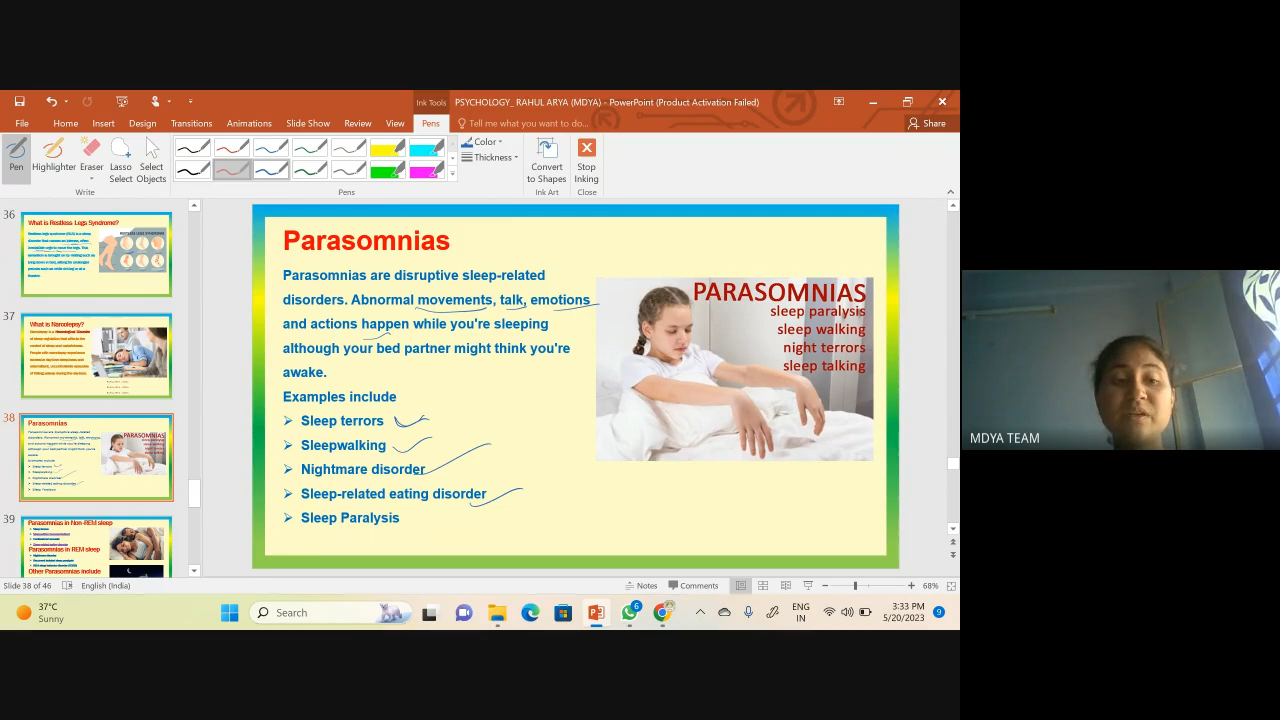 Ink Tools
PSYCHOLOGY_ RAHUL ARYA (MDYA) - PowerPoint (Product Activation Failed)
File Home Insert Design Transitions Animations Slide Show Review View Pens Tell me what you want to do... Share
Pen Highlighter Eraser Lasso Select Select Objects
Color
Thickness
Convert to Shapes
Stop Inking
Write Pens Ink Art Close
36
What is Restless Legs Syndrome?
37
What is Narcolepsy?
38
Parasomnias
39
Parasomnias in Non-REM sleep
Parasomnias in REM sleep
Other Parasomnias include
Parasomnias
Parasomnias are disruptive sleep-related
disorders. Abnormal movements, talk, emotions
and actions happen while you're sleeping
although your bed partner might think you're
awake.
Examples include
Sleep terrors
Sleepwalking
Nightmare disorder
Sleep-related eating disorder
Sleep Paralysis
PARASOMNIAS
sleep paralysis
sleep walking
night terrors
sleep talking
MDYA TEAM
Slide 38 of 46 English (India) Notes Comments 68%
37°C
Sunny
Search
6
ENG
IN
3:33 PM
5/20/2023
9